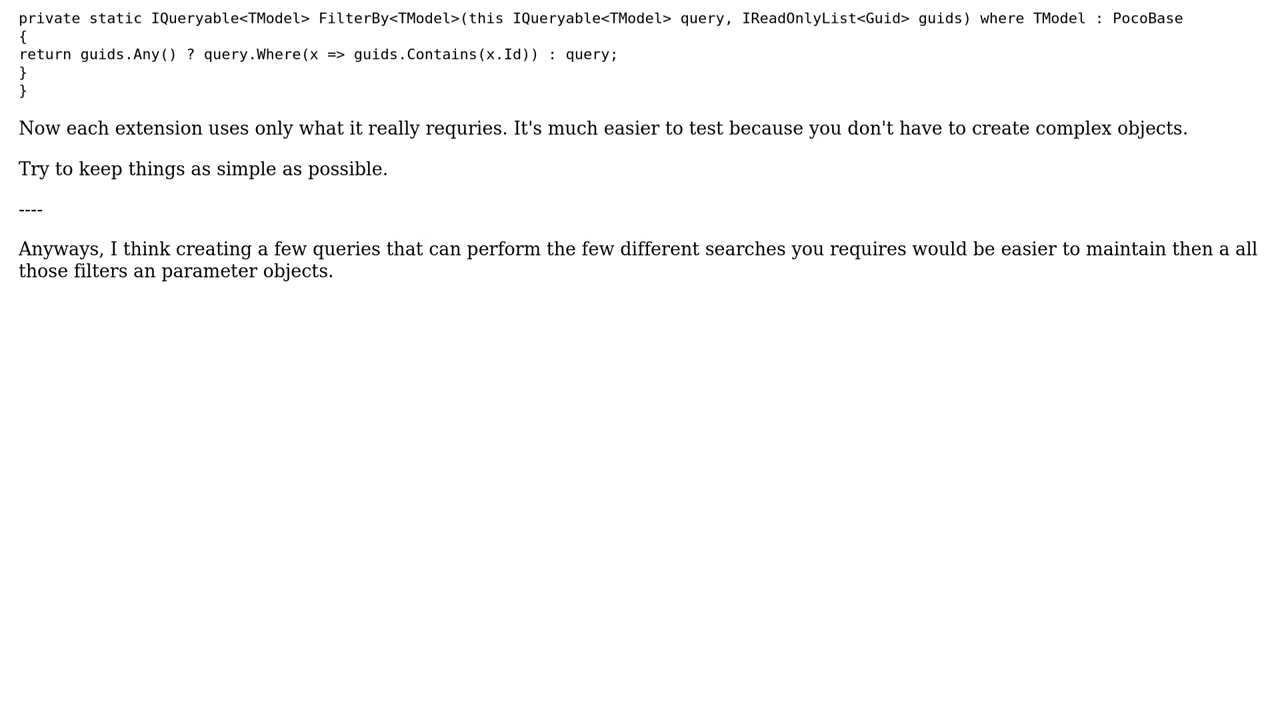 private static IQueryable<TModel> FilterBy<TModel>(this IQueryable<TModel> query, IReadOnlyList<Guid> guids) where TModel : PocoBase
{
return guids.Any() ? query.Where(x => guids.Contains(x.Id)) : query;
}
}
Now each extension uses only what it really requries. It's much easier to test because you don't have to create complex objects.
Try to keep things as simple as possible.
----
Anyways, I think creating a few queries that can perform the few different searches you requires would be easier to maintain then a all
those filters an parameter objects.